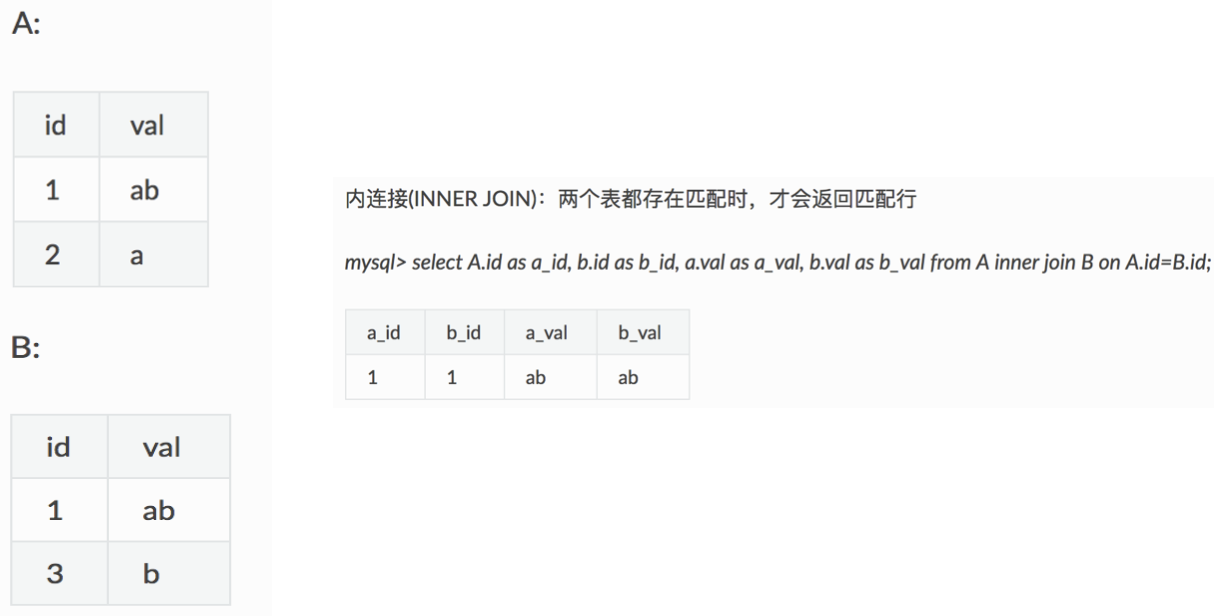 A:
id val
1 ab
2 a
B:
id val
1 ab
3 b
内连接(INNER JOIN)：两个表都存在匹配时，才会返回匹配行
mysql> select A.id as a_id, b.id as b_id, a.val as a_val, b.val as b_val from A inner join B on A.id=B.id;
a_id b_id a_val b_val
1 1 ab ab